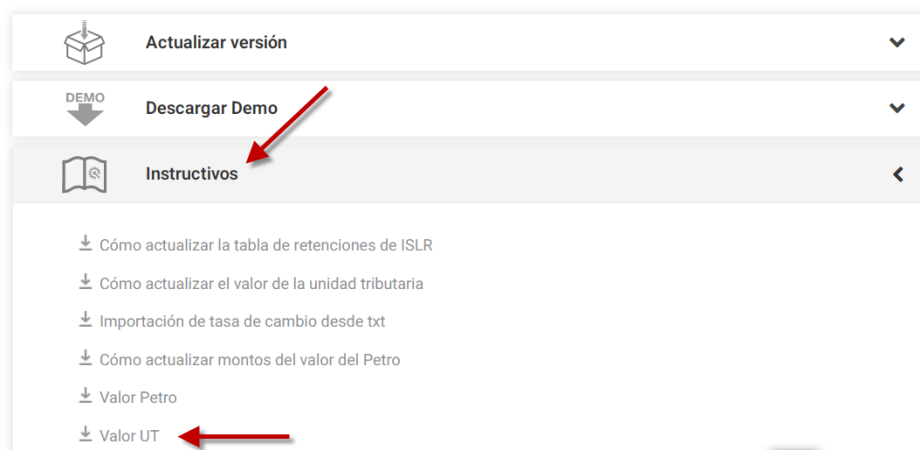 Actualizar versión
DEMO
Descargar Demo
Instructivos
Cómo actualizar la tabla de retenciones de ISLR
Cómo actualizar el valor de la unidad tributaria
Importación de tasa de cambio desde txt
Cómo actualizar montos del valor del Petro
Valor Petro
Valor UT